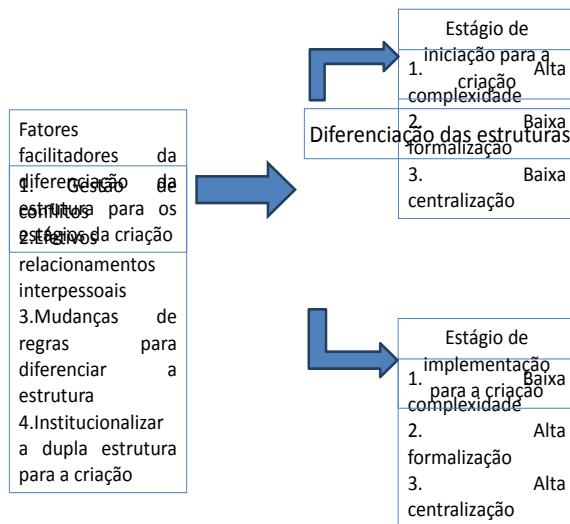 Fatores
facilitadores da
diferenciação da
estrutura para os
estágios da criação
1. Gestão de
conflitos
2.Efetivos
relacionamentos
interpessoais
3.Mudanças de
regras para
diferenciar a
estrutura
4.Institucionalizar
a dupla estrutura
para a criação
Diferenciação das estruturas
Estágio de
iniciação para a
criação
1. Alta
complexidade
2. Baixa
formalização
3. Baixa
centralização
Estágio de
implementação
para a criação
1. Baixa
complexidade
2. Alta
formalização
3. Alta
centralização